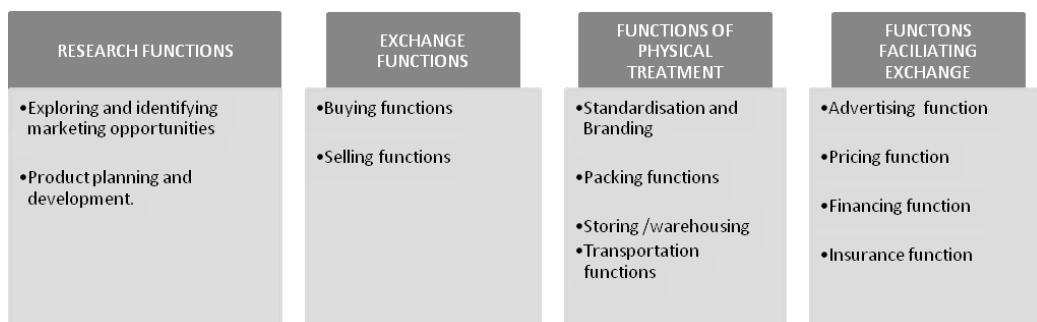 RESEARCH FUNCTIONS
•Exploring and identifying
marketing opportunities
•Product planning and
development.
EXCHANGE
FUNCTIONS
•Buying functions
•Selling functions
FUNCTIONS OF
PHYSICAL
TREATMENT
•Standardisation and
Branding
•Packing functions
•Storing /warehousing
•Transportation
functions
FUNCTONS
FACILIATING
EXCHANGE
•Advertising function
•Pricing function
•Financing function
•Insurance function